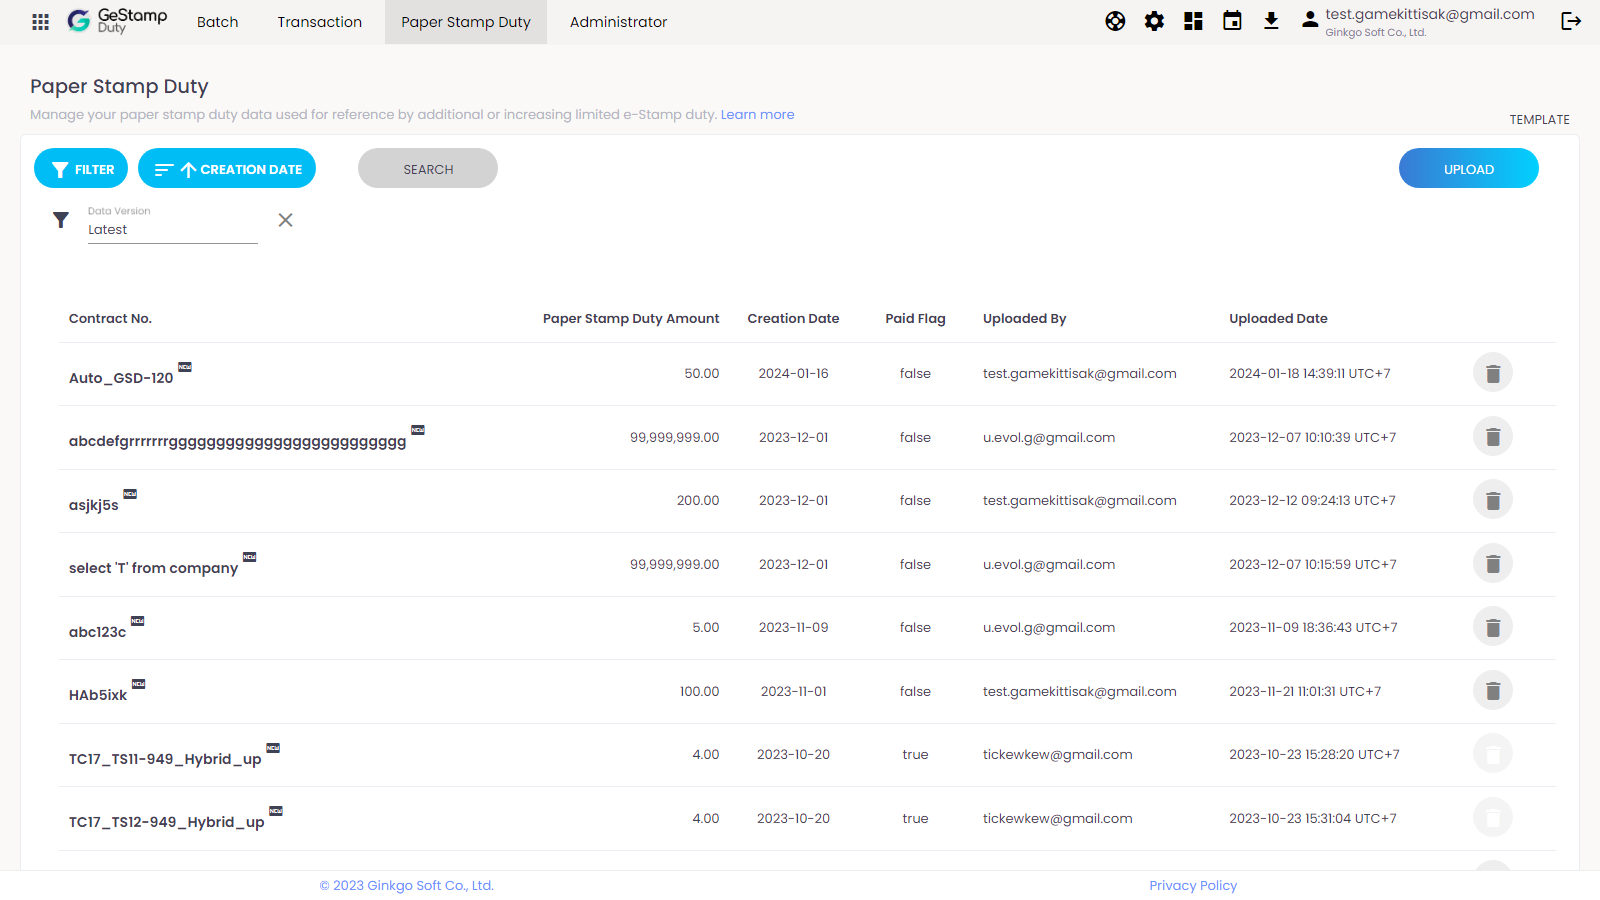 GeStamp
Duty
Batch
Transaction
Paper Stamp Duty
Administrator
test.gamekittisak@gmail.com
Ginkgo Soft Co., Ltd.
Paper Stamp Duty
Manage your paper stamp duty data used for reference by additional or increasing limited e-Stamp duty. Learn more
TEMPLATE
FILTER
CREATION DATE
SEARCH
UPLOAD
Data Version
Latest
Contract No. Paper Stamp Duty Amount Creation Date Paid Flag Uploaded By Uploaded Date
Auto_GSD-120 NEW 50.00 2024-01-16 false test.gamekittisak@gmail.com 2024-01-18 14:39:11 UTC+7
abcdefgrrrrrrrggggggggggggggggggggggggg NEW 99,999,999.00 2023-12-01 false u.evol.g@gmail.com 2023-12-07 10:10:39 UTC+7
asjkj5s NEW 200.00 2023-12-01 false test.gamekittisak@gmail.com 2023-12-12 09:24:13 UTC+7
select 'T' from company NEW 99,999,999.00 2023-12-01 false u.evol.g@gmail.com 2023-12-07 10:15:59 UTC+7
abc123c NEW 5.00 2023-11-09 false u.evol.g@gmail.com 2023-11-09 18:36:43 UTC+7
HAb5ixk NEW 100.00 2023-11-01 false test.gamekittisak@gmail.com 2023-11-21 11:01:31 UTC+7
TC17_TS11-949_Hybrid_up NEW 4.00 2023-10-20 true tickewkew@gmail.com 2023-10-23 15:28:20 UTC+7
TC17_TS12-949_Hybrid_up NEW 4.00 2023-10-20 true tickewkew@gmail.com 2023-10-23 15:31:04 UTC+7
© 2023 Ginkgo Soft Co., Ltd.
Privacy Policy